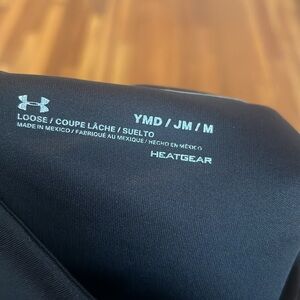 YMD / JM / M
LOOSE / COUPE LÂCHE / SUELTO
MADE IN MEXICO / FABRIQUÉ AU MEXIQUE / HECHO EN MÉXICO
HEATGEAR